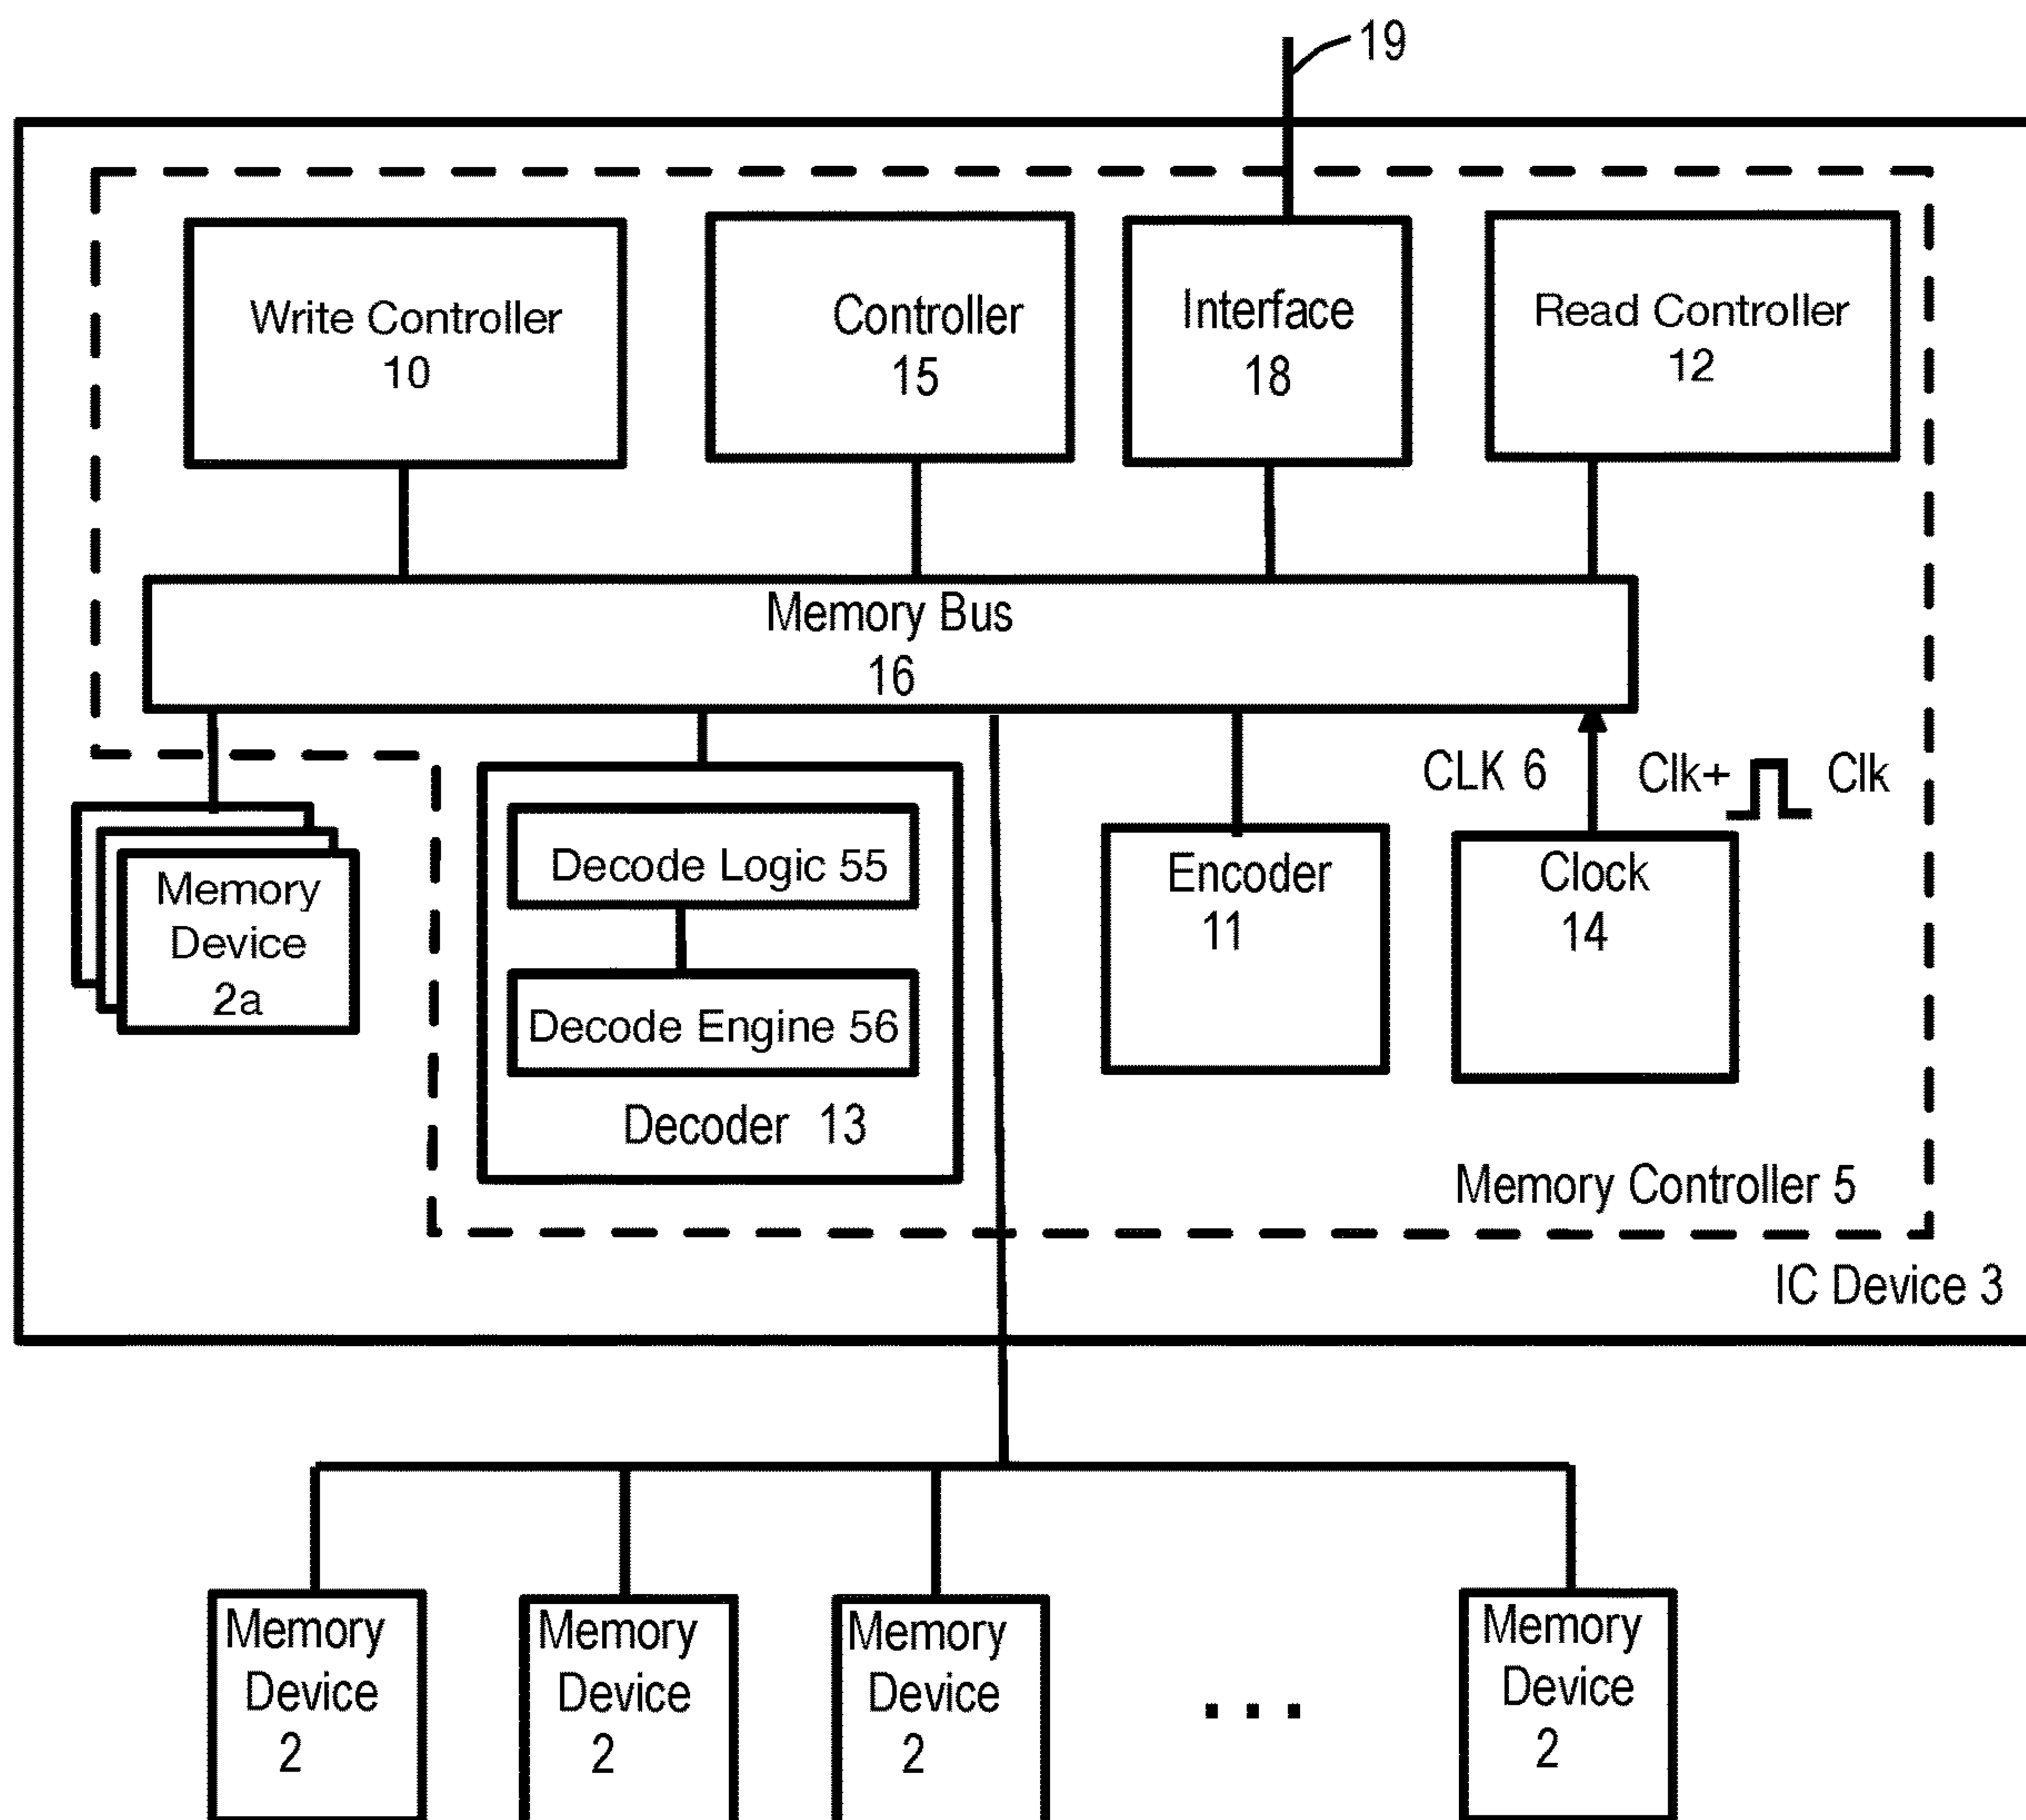 19
Write Controller
10
Controller
15
Interface
18
Read Controller
12
Memory Bus
16
CLK 6
Clk+ Clk
Memory
Device
2a
Decode Logic 55
Decode Engine 56
Decoder 13
Encoder
11
Clock
14
Memory Controller 5
IC Device 3
Memory
Device
2
Memory
Device
2
Memory
Device
2
...
Memory
Device
2